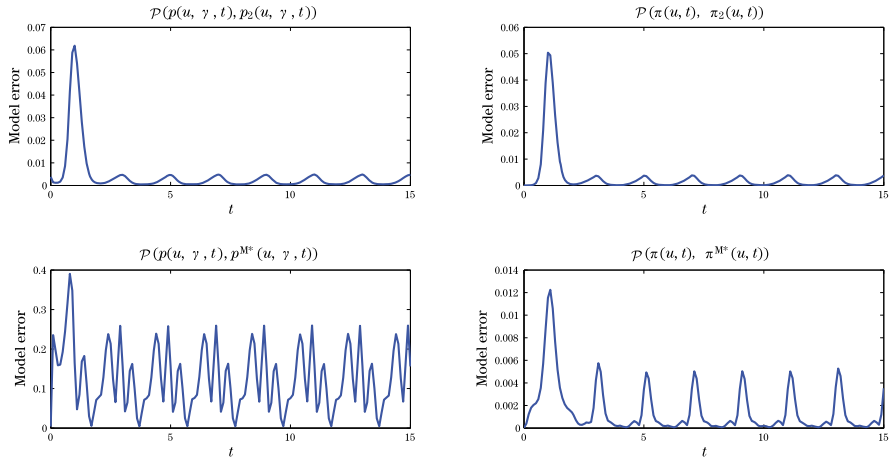 𝒫(p(u, γ, t), p₂(u, γ, t))
Model error
0.07
0.06
0.05
0.04
0.03
0.02
0.01
0
0 5 10 15
t
𝒫(π(u, t), π₂(u, t))
Model error
0.06
0.05
0.04
0.03
0.02
0.01
0
0 5 10 15
t
𝒫(p(u, γ, t), pᴹ*(u, γ, t))
Model error
0.4
0.3
0.2
0.1
0
0 5 10 15
t
𝒫(π(u, t), πᴹ*(u, t))
Model error
0.014
0.012
0.01
0.008
0.006
0.004
0.002
0
0 5 10 15
t